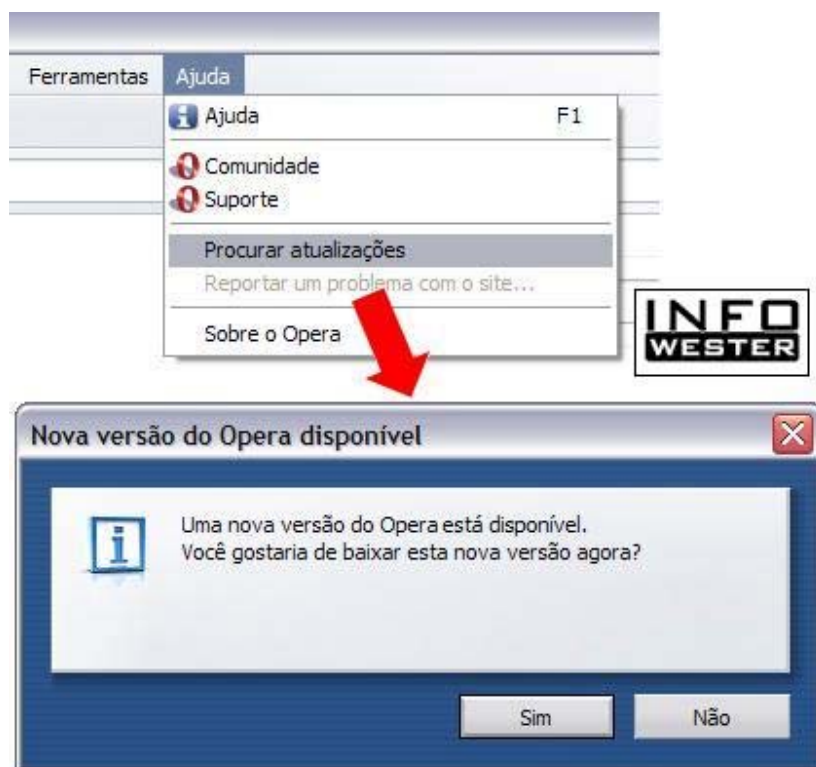 Ferramentas Ajuda
Ajuda F1
Comunidade
Suporte
Procurar atualizações
Reportar um problema com o site...
Sobre o Opera
INFO
WESTER
Nova versão do Opera disponível
Uma nova versão do Opera está disponível.
Você gostaria de baixar esta nova versão agora?
Sim Não